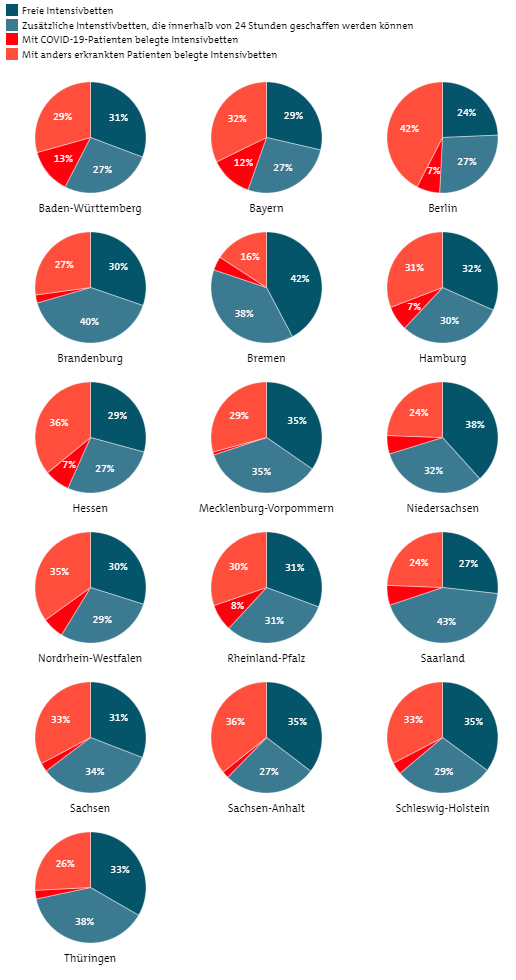 Freie Intensivbetten
Zusätzliche Intenstivbetten, die innerhalb von 24 Stunden geschaffen werden können
Mit COVID-19-Patienten belegte Intensivbetten
Mit anders erkrankten Patienten belegte Intensivbetten
29% 31% 13% 27%
Baden-Württemberg
32% 29% 12% 27%
Bayern
42% 24% 7% 27%
Berlin
27% 30% 40%
Brandenburg
16% 42% 38%
Bremen
31% 32% 7% 30%
Hamburg
36% 29% 7% 27%
Hessen
29% 35% 35%
Mecklenburg-Vorpommern
24% 38% 32%
Niedersachsen
35% 30% 29%
Nordrhein-Westfalen
30% 31% 8% 31%
Rheinland-Pfalz
24% 27% 43%
Saarland
33% 31% 34%
Sachsen
36% 35% 27%
Sachsen-Anhalt
33% 35% 29%
Schleswig-Holstein
26% 33% 38%
Thüringen